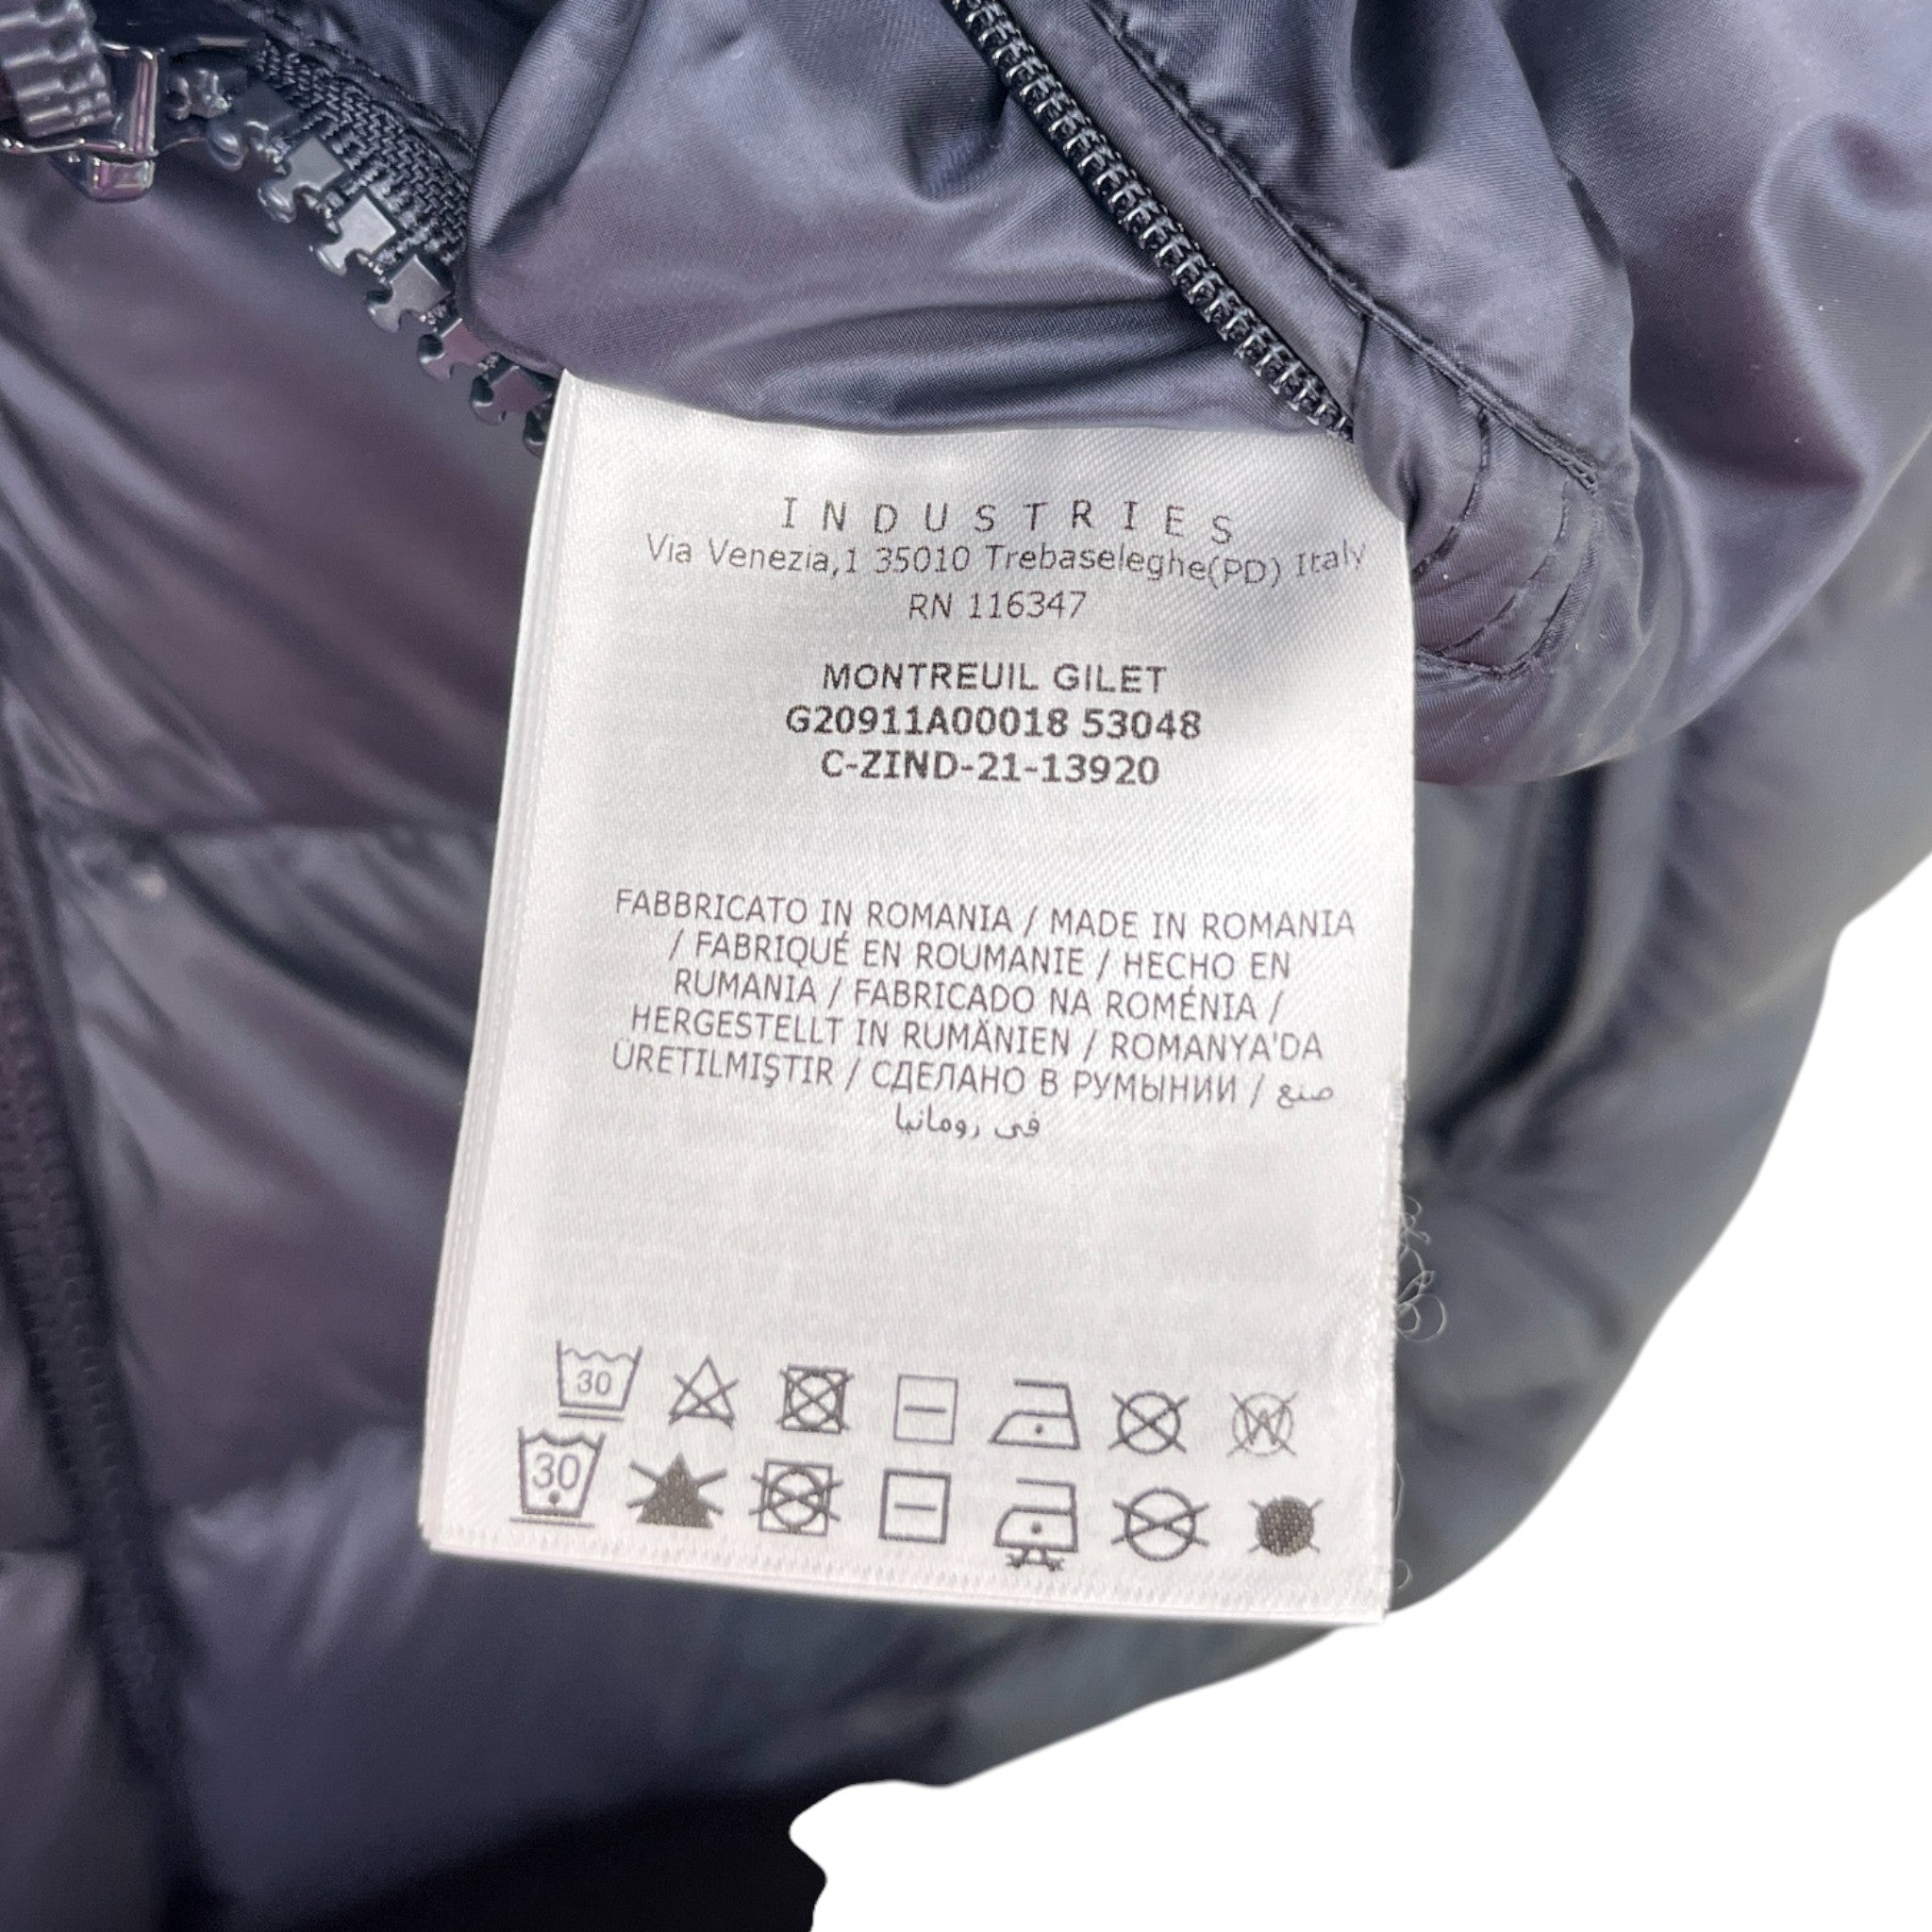 INDUSTRIES
Via Venezia,1 35010 Trebaseleghe(PD) Italy
RN 116347
MONTREUIL GILET
G20911A00018 53048
C-ZIND-21-13920
FABBRICATO IN ROMANIA / MADE IN ROMANIA
/ FABRIQUÉ EN ROUMANIE / HECHO EN
RUMANIA / FABRICADO NA ROMÉNIA /
HERGESTELLT IN RUMÄNIEN / ROMANYA'DA
ÜRETILMIŞTIR / СДЕЛАНО В РУМЫНИИ / صنع
في رومانيا
30 W
30